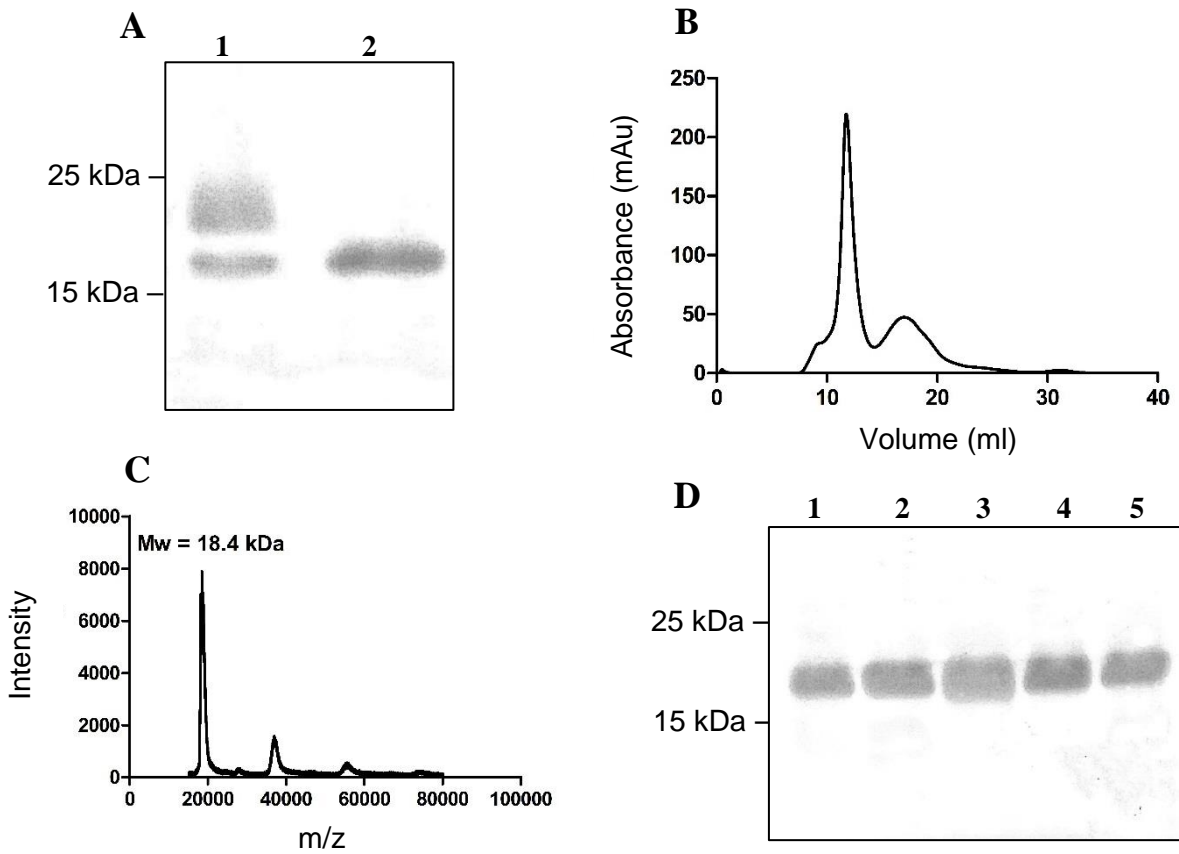 A
1 2
25 kDa
15 kDa
B
250
200
150
100
50
0
0 10 20 30 40
Absorbance (mAu)
Volume (ml)
C
10000
8000
6000
4000
2000
0
0 20000 40000 60000 80000 100000
Mw = 18.4 kDa
Intensity
m/z
D
1 2 3 4 5
25 kDa
15 kDa